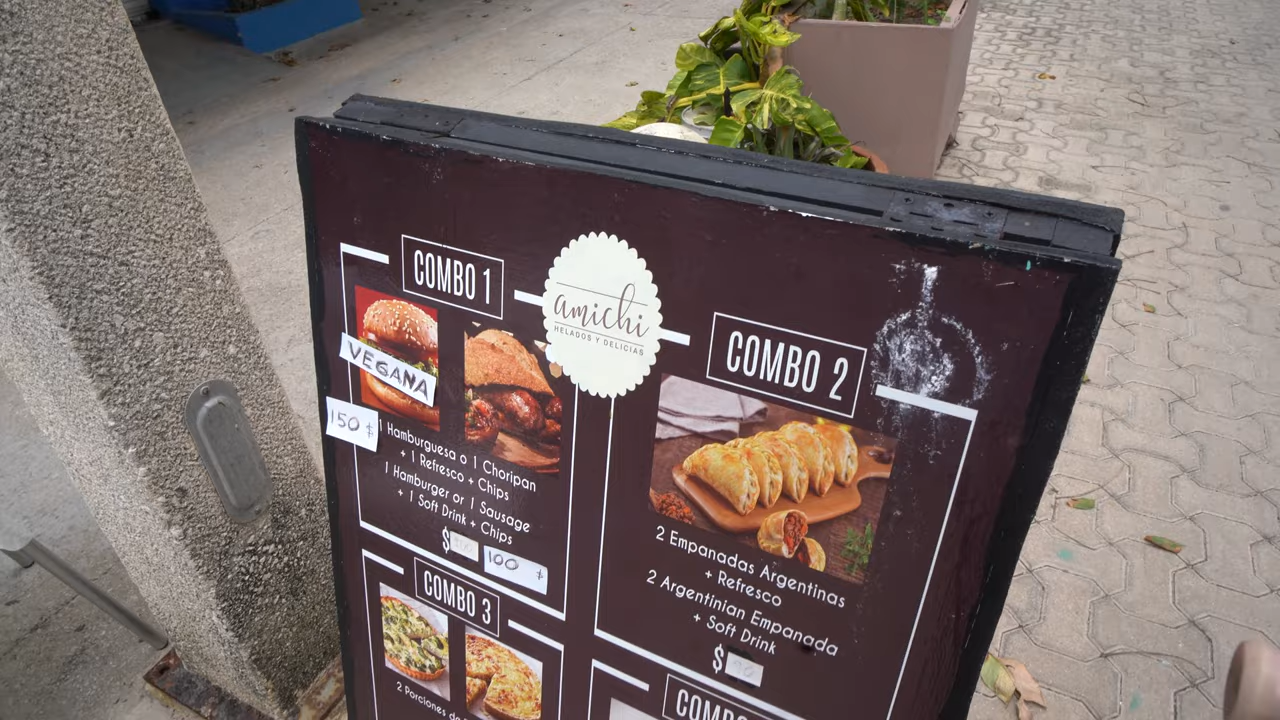 COMBO 1
VEGANA
150 $
1 Hamburguesa o 1 Choripan
+ 1 Refresco + Chips
1 Hamburger or 1 Sausage
+ 1 Soft Drink + Chips
$
100 $
amichi
HELADOS Y DELICIAS
COMBO 2
2 Empanadas Argentinas
+ Refresco
2 Argentinian Empanada
+ Soft Drink
$
COMBO 3
2 Porciones de
COMBO